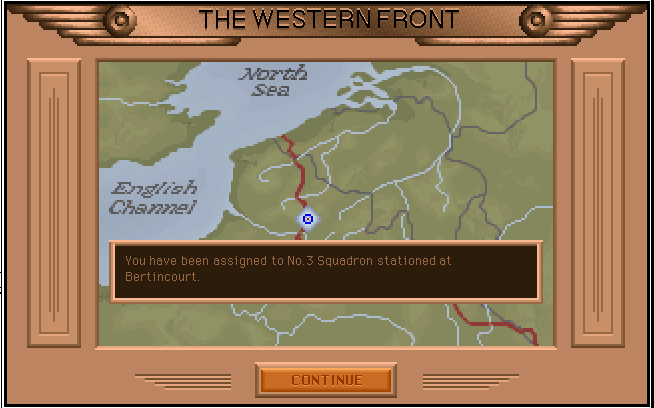 THE WESTERN FRONT
North
Sea
English
Channel
You have been assigned to No.3 Squadron stationed at
Bertincourt.
CONTINUE